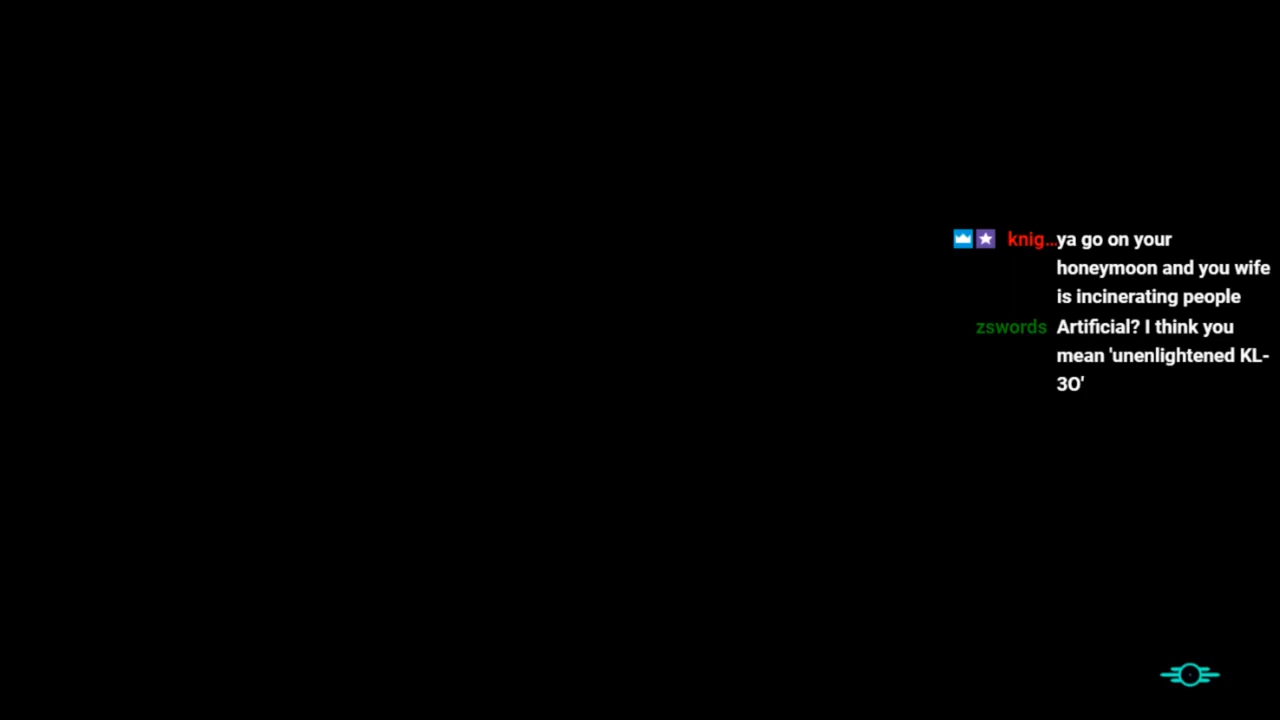 knig…ya go on your
honeymoon and you wife
is incinerating people
zswords Artificial? I think you
mean 'unenlightened KL-
3O'